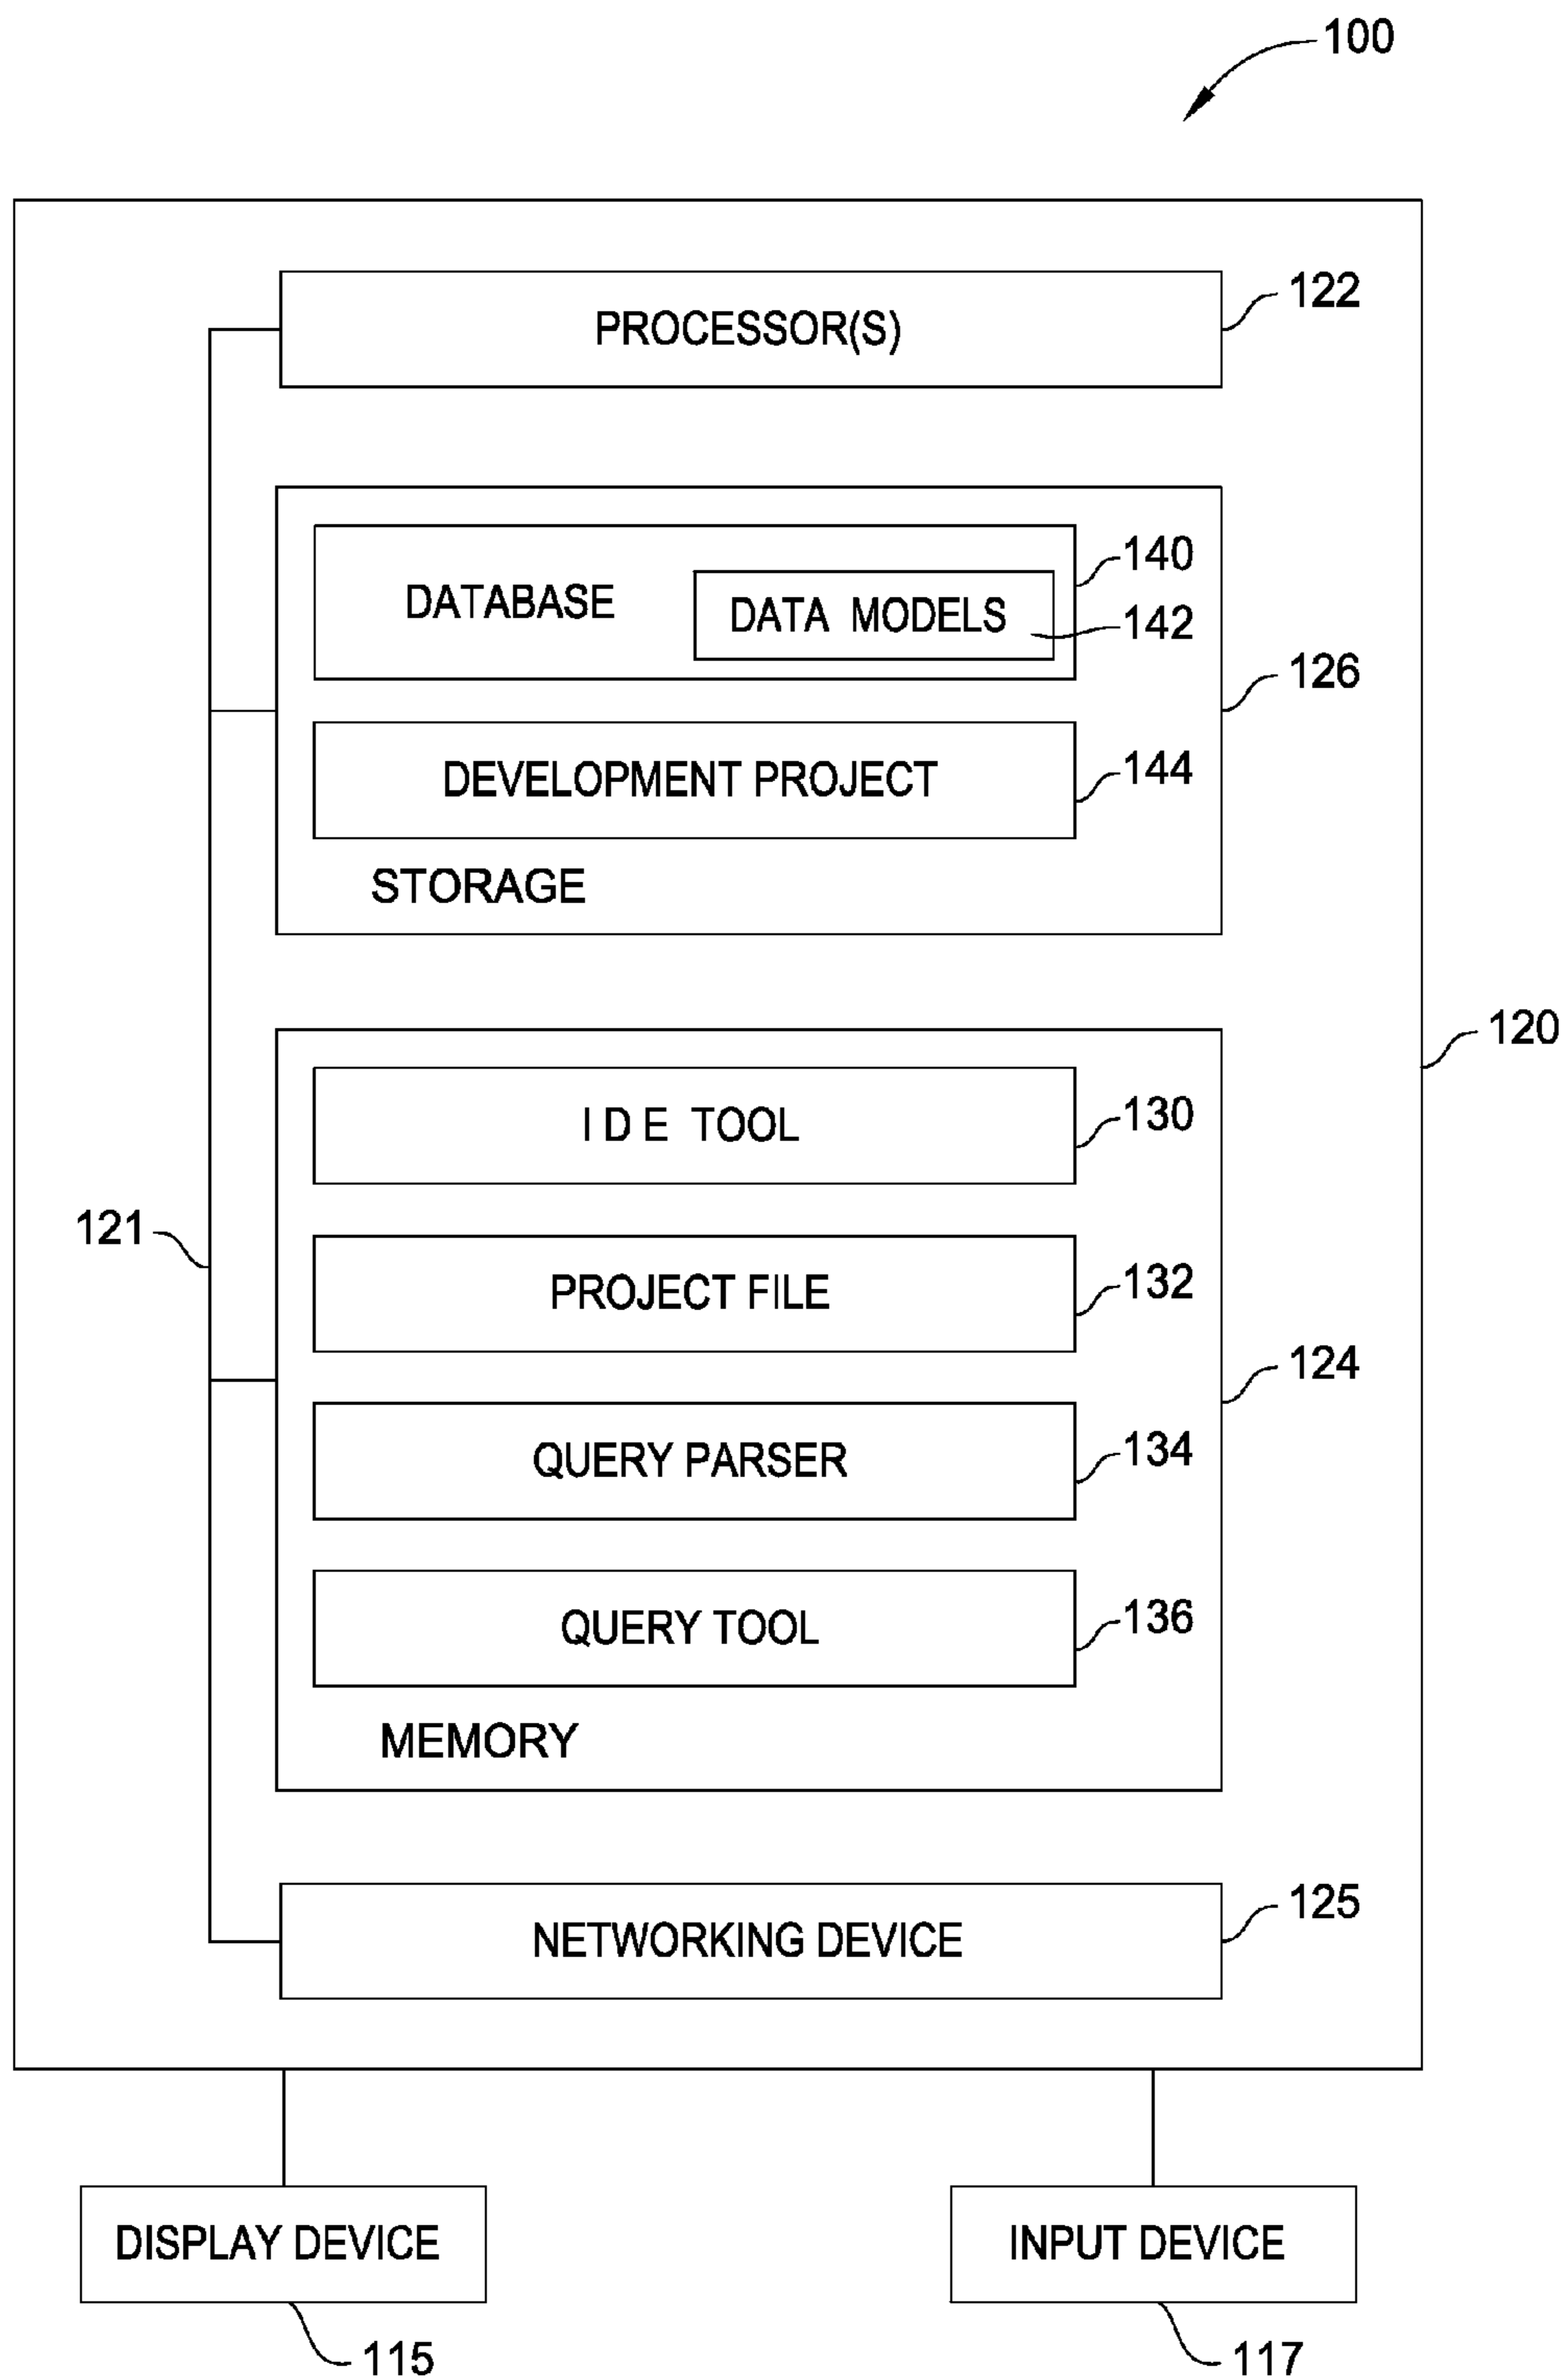 100
PROCESSOR(S)
122
DATABASE
DATA MODELS
140
142
126
DEVELOPMENT PROJECT
144
STORAGE
120
I D E TOOL
130
121
PROJECT FILE
132
124
QUERY PARSER
134
QUERY TOOL
136
MEMORY
NETWORKING DEVICE
125
DISPLAY DEVICE
INPUT DEVICE
115
117